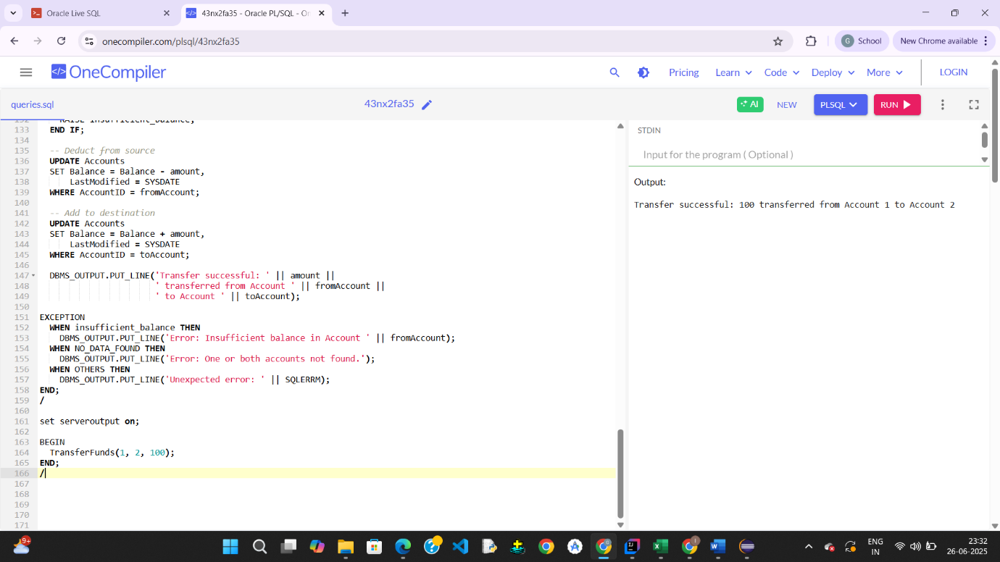 Oracle Live SQL
43nx2fa35 - Oracle PL/SQL - Or
onecompiler.com/plsql/43nx2fa35
G School
New Chrome available
</> OneCompiler
Pricing
Learn
Code
Deploy
More
LOGIN
queries.sql
43nx2fa35
AI
NEW
PLSQL
RUN
133 END IF;
134
135 -- Deduct from source
136 UPDATE Accounts
137 SET Balance = Balance - amount,
138 LastModified = SYSDATE
139 WHERE AccountID = fromAccount;
140
141 -- Add to destination
142 UPDATE Accounts
143 SET Balance = Balance + amount,
144 LastModified = SYSDATE
145 WHERE AccountID = toAccount;
146
147 DBMS_OUTPUT.PUT_LINE('Transfer successful: ' || amount ||
148 ' transferred from Account ' || fromAccount ||
149 ' to Account ' || toAccount);
150
151 EXCEPTION
152 WHEN insufficient_balance THEN
153 DBMS_OUTPUT.PUT_LINE('Error: Insufficient balance in Account ' || fromAccount);
154 WHEN NO_DATA_FOUND THEN
155 DBMS_OUTPUT.PUT_LINE('Error: One or both accounts not found.');
156 WHEN OTHERS THEN
157 DBMS_OUTPUT.PUT_LINE('Unexpected error: ' || SQLERRM);
158 END;
159 /
160
161 set serveroutput on;
162
163 BEGIN
164 TransferFunds(1, 2, 100);
165 END;
166 /
167
168
169
170
171
STDIN
Input for the program ( Optional )
Output:
Transfer successful: 100 transferred from Account 1 to Account 2
9+
ENG
IN
23:32
26-06-2025